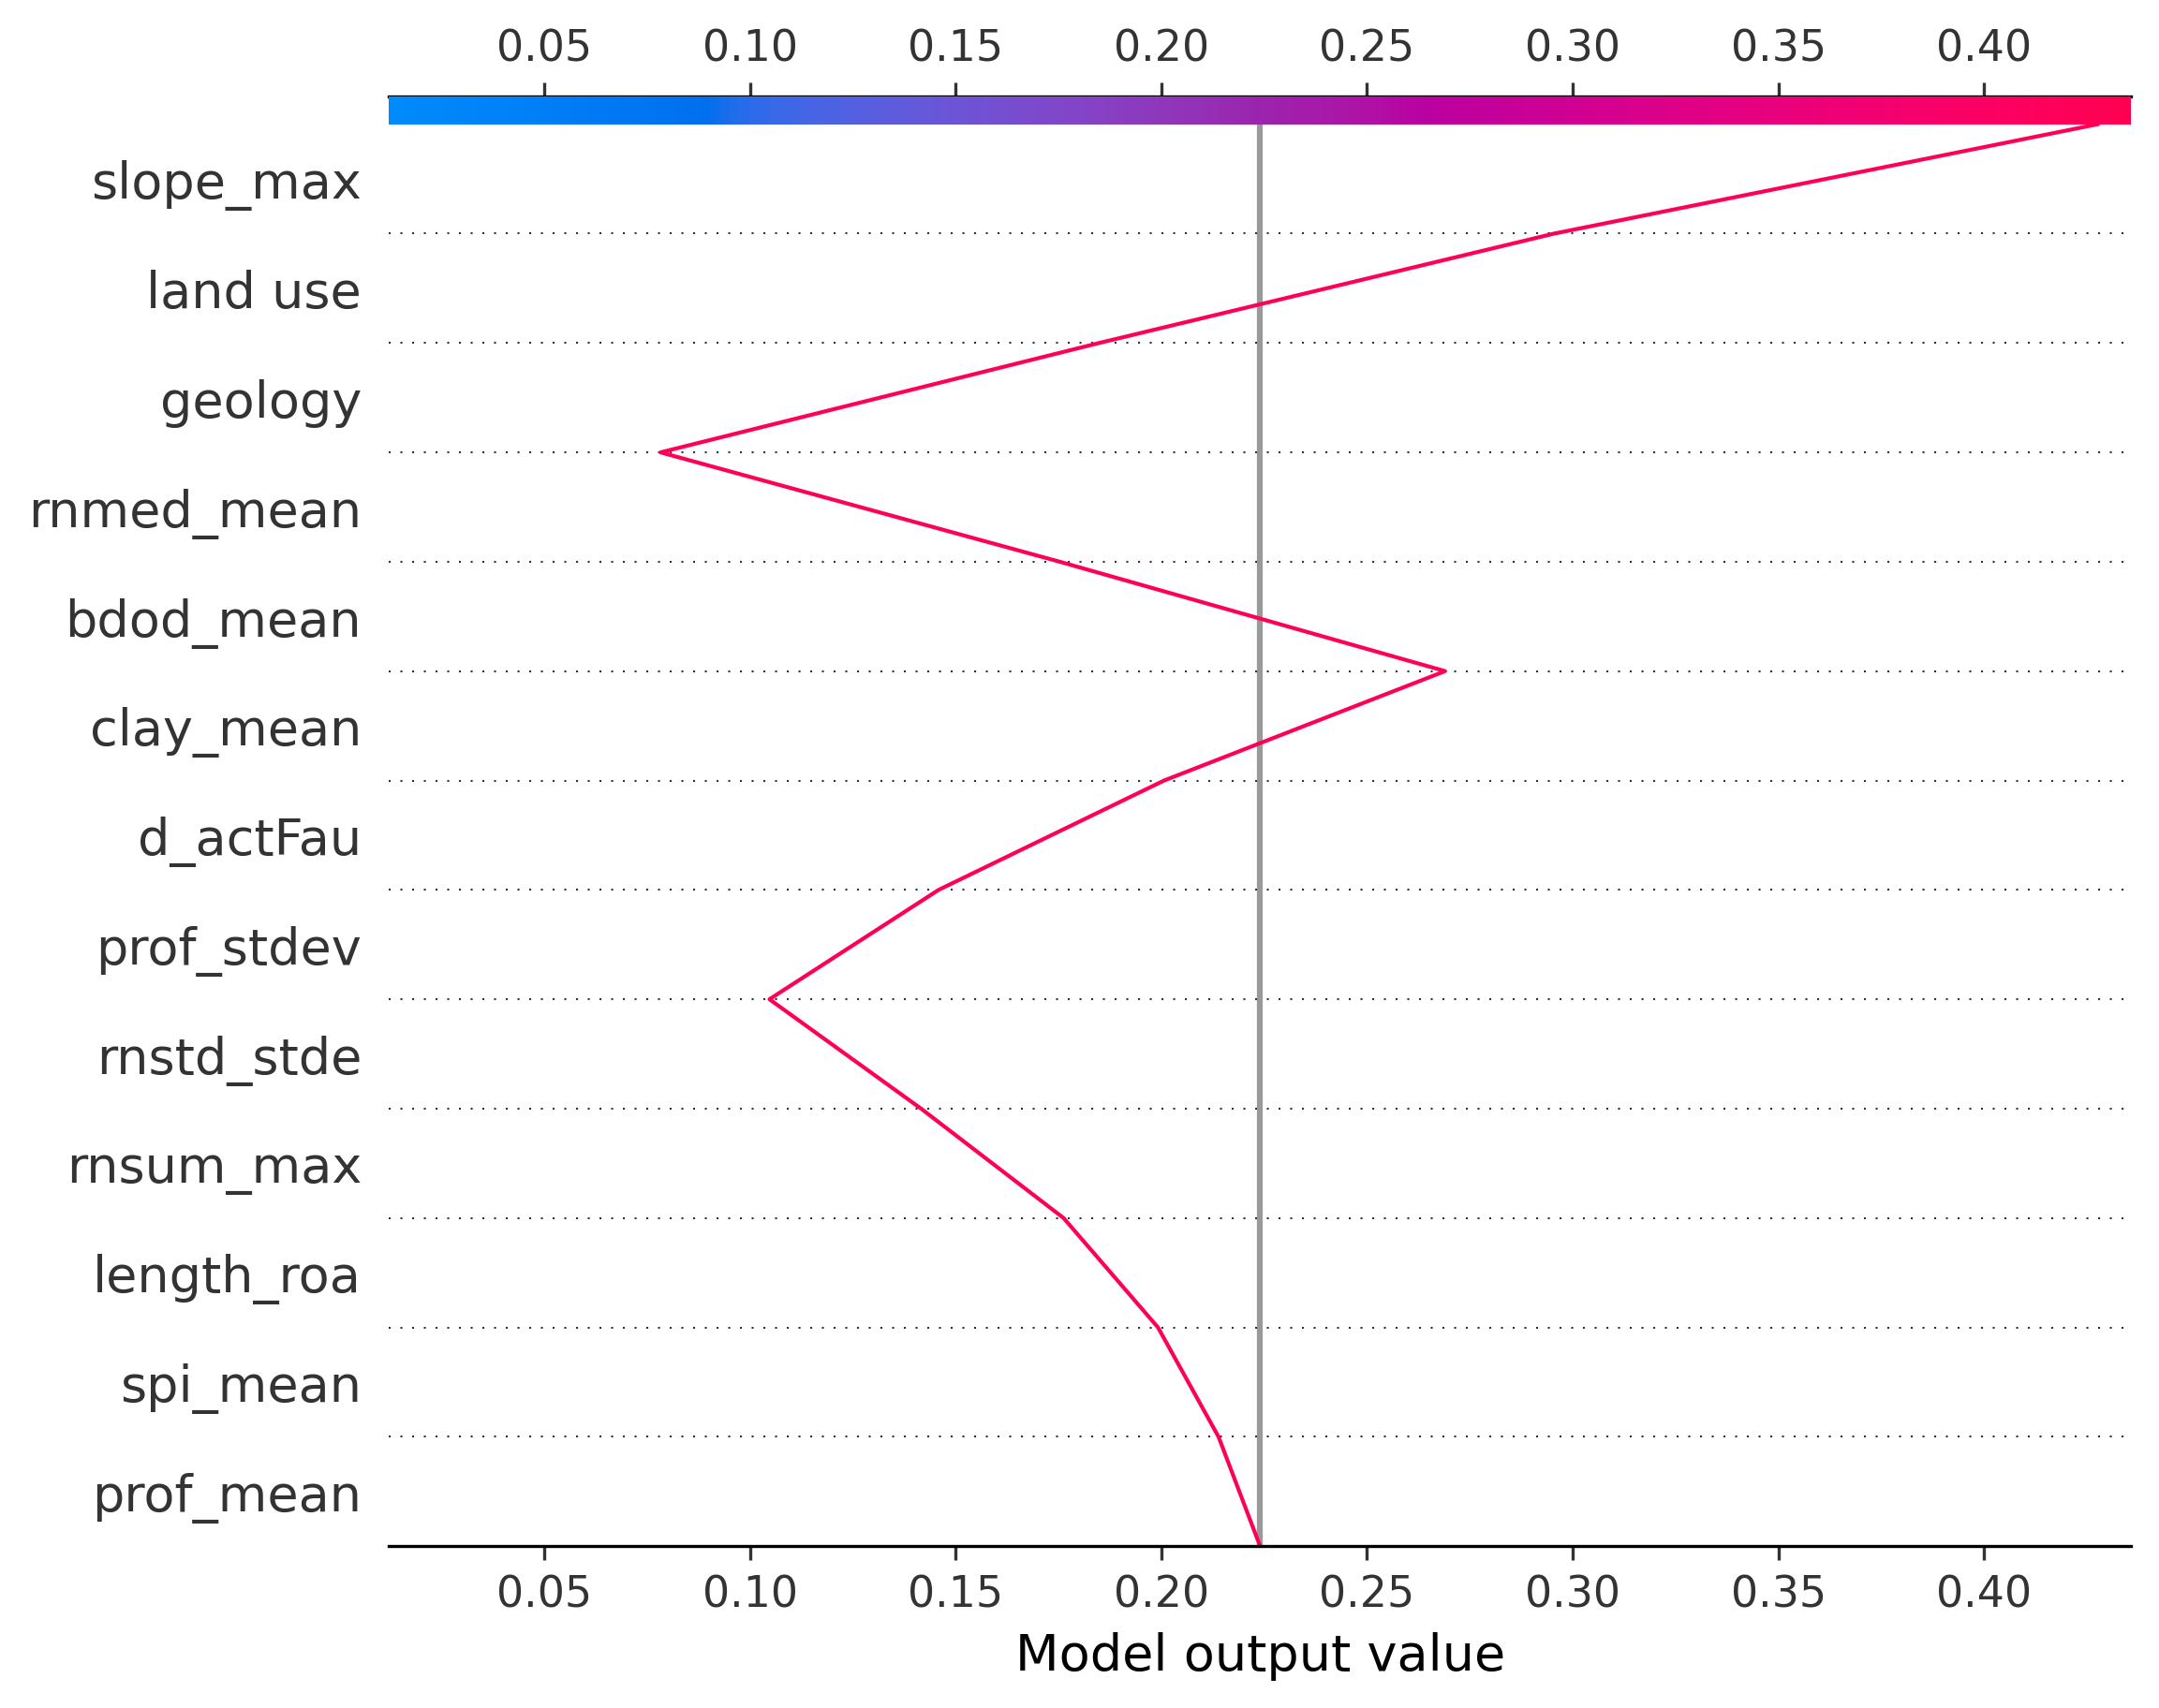 0.05 0.10 0.15 0.20 0.25 0.30 0.35 0.40
slope_max
land use
geology
rnmed_mean
bdod_mean
clay_mean
d_actFau
prof_stdev
rnstd_stde
rnsum_max
length_roa
spi_mean
prof_mean
0.05 0.10 0.15 0.20 0.25 0.30 0.35 0.40
Model output value